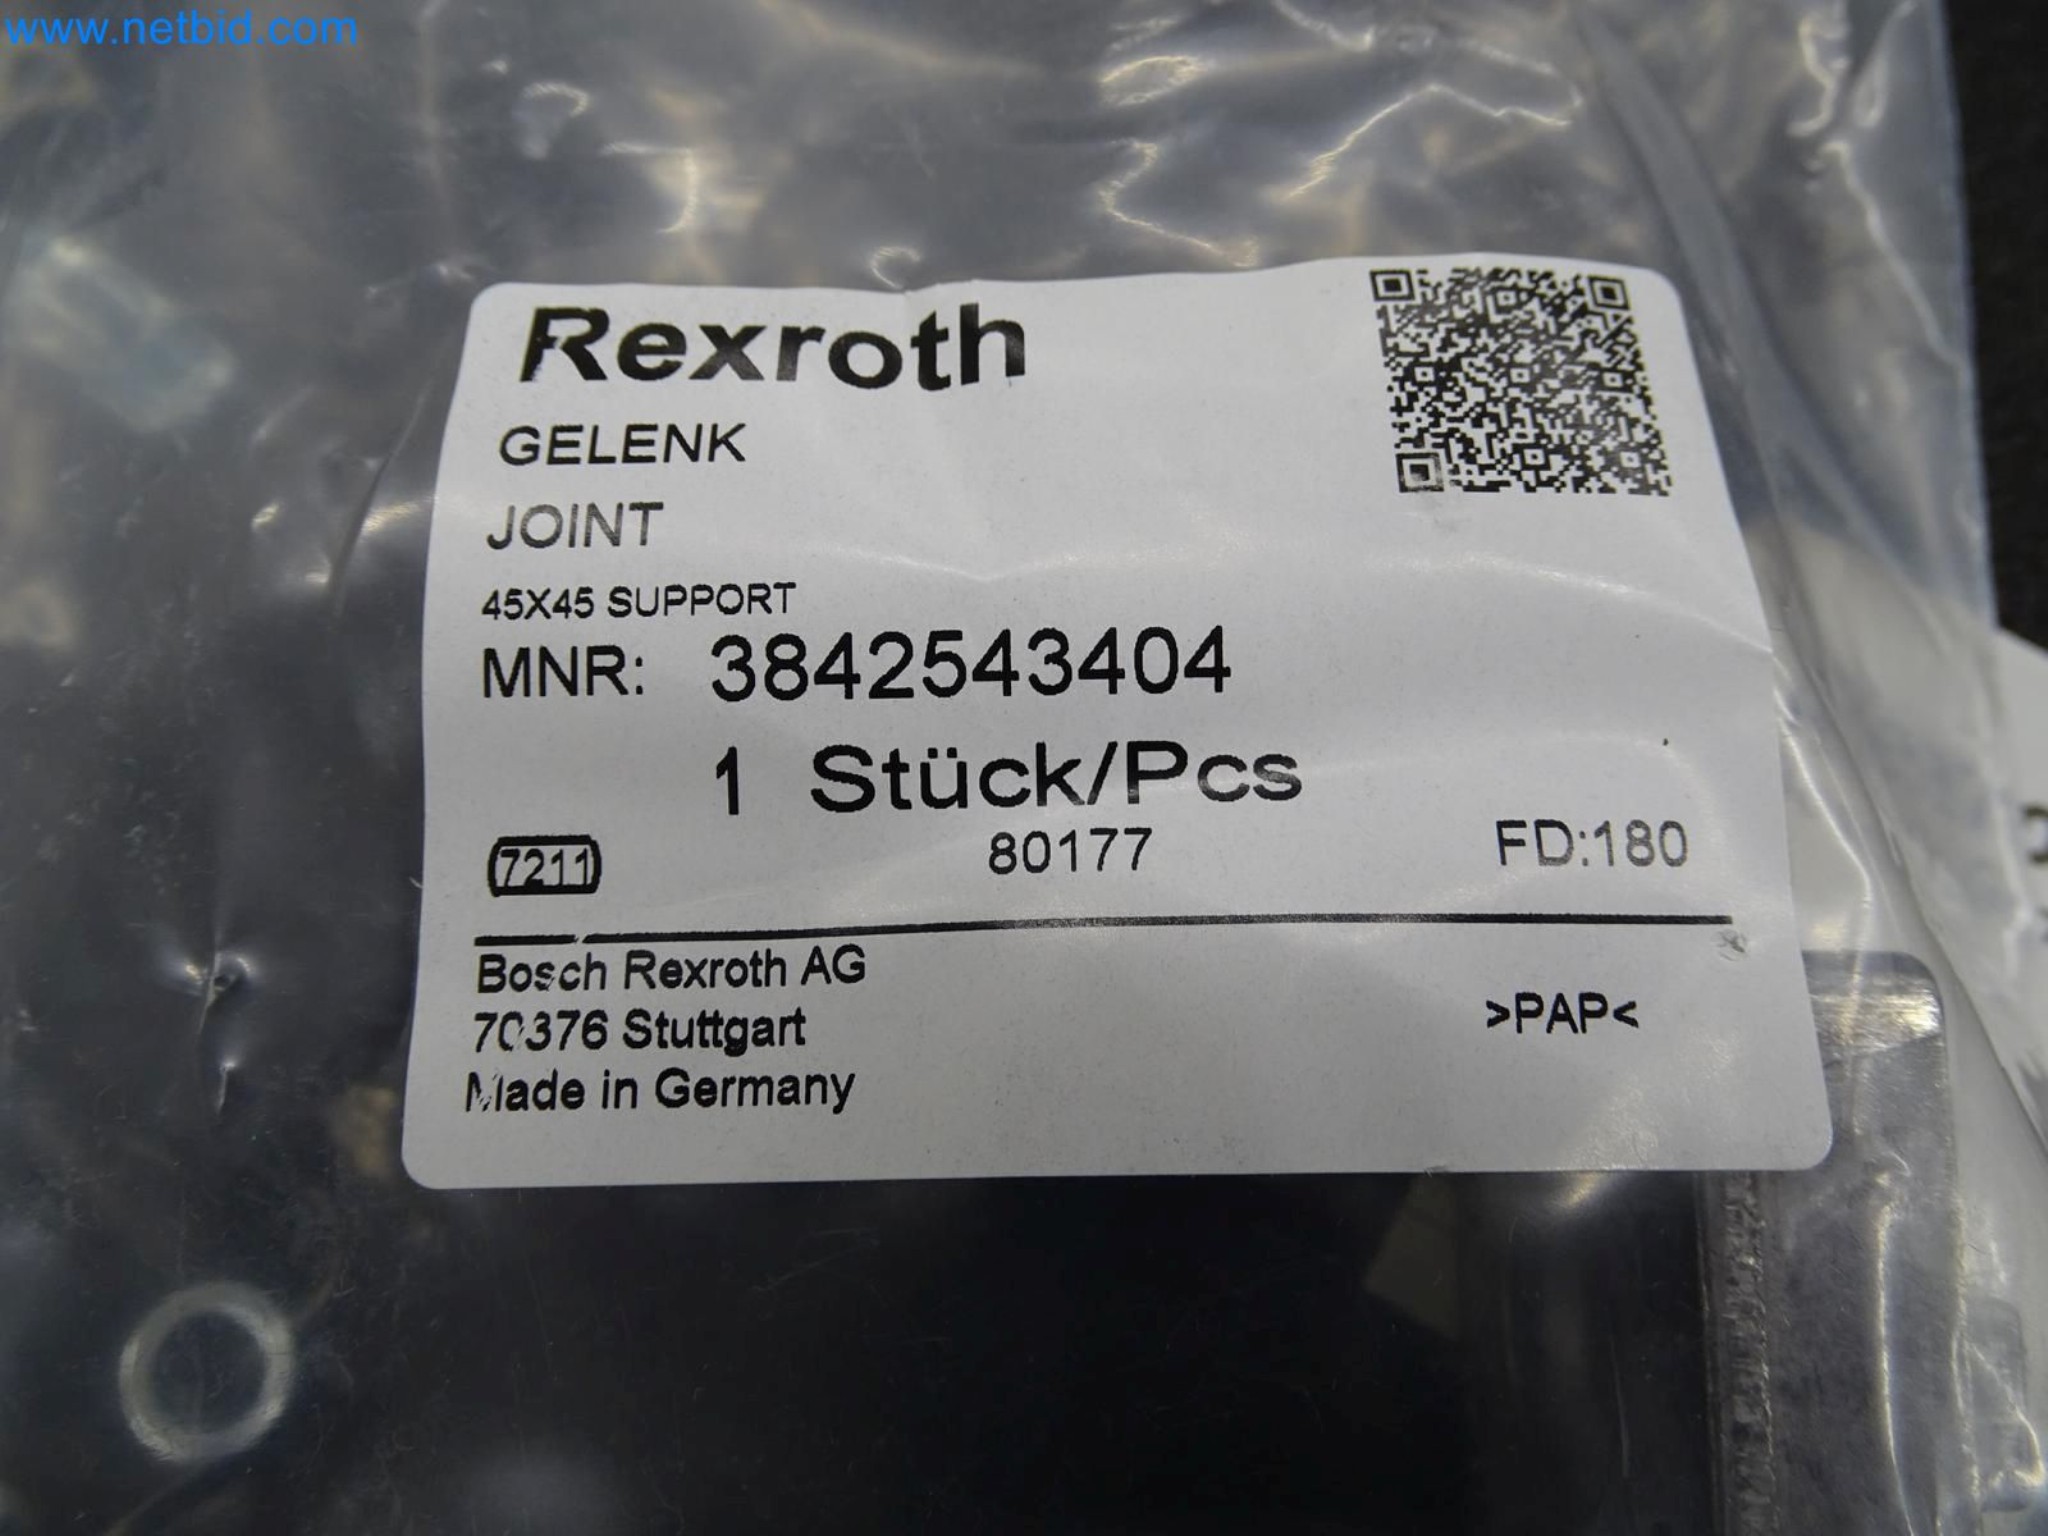 www.netbid.com
Rexroth
GELENK
JOINT
45X45 SUPPORT
MNR: 3842543404
1 Stück/Pcs
7211 80177 FD:180
Bosch Rexroth AG
70376 Stuttgart
>PAP<
Made in Germany